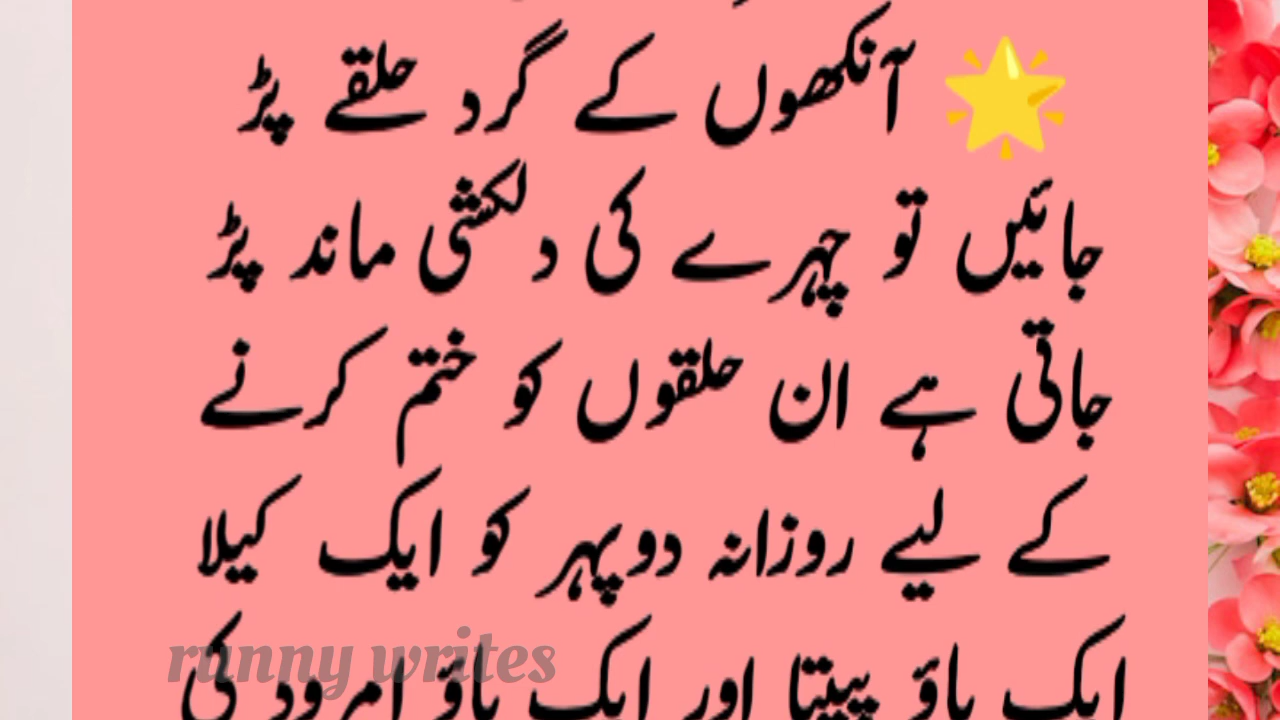 آنکھوں کے گرد حلقے پڑ
جائیں تو چہرے کی دلکشی ماند پڑ
جاتی ہے ان حلقوں کو ختم کرنے
کے لیے روزانہ دوپہر کو ایک کیلا
ایک پاؤ پپیتا اور ایک پاؤ امرود کی
runny writes